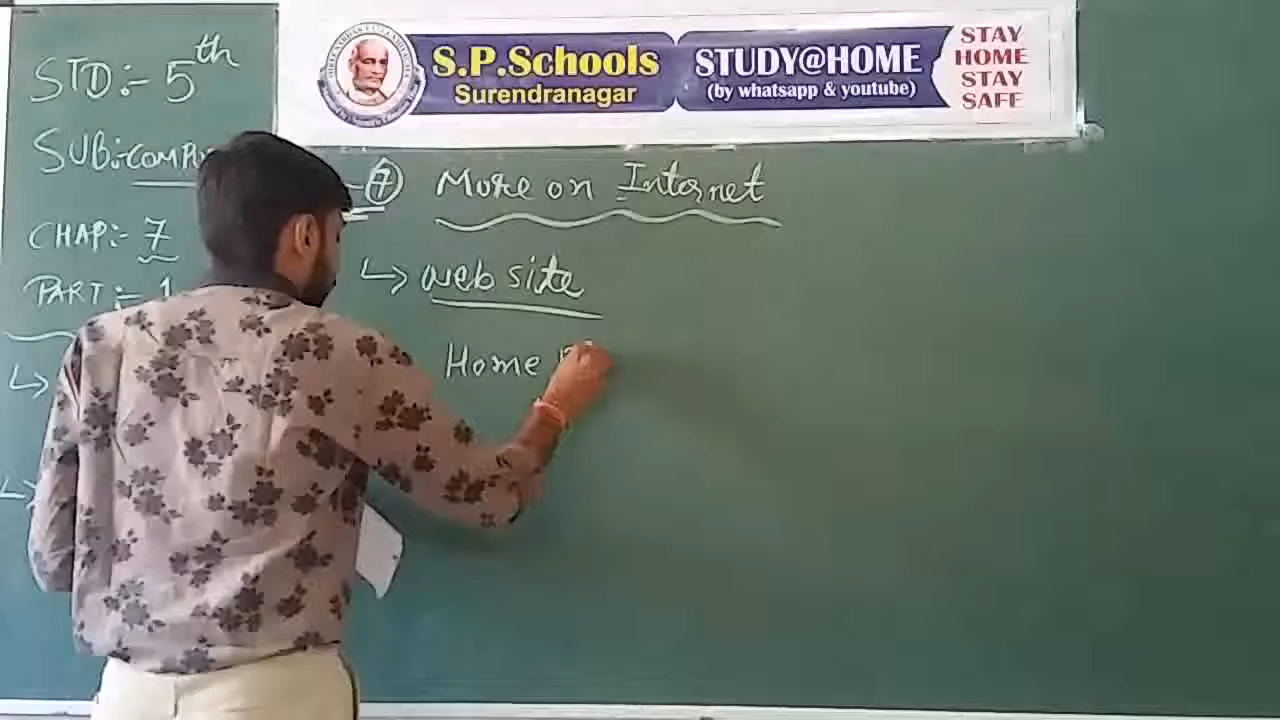 STD:- 5th
SUB:-
CHAP:- 7
PART:- 1
S.P.Schools
Surendranagar
STUDY@HOME
(by whatsapp & youtube)
STAY
HOME
STAY
SAFE
7 More on Internet
↳ web site
Home